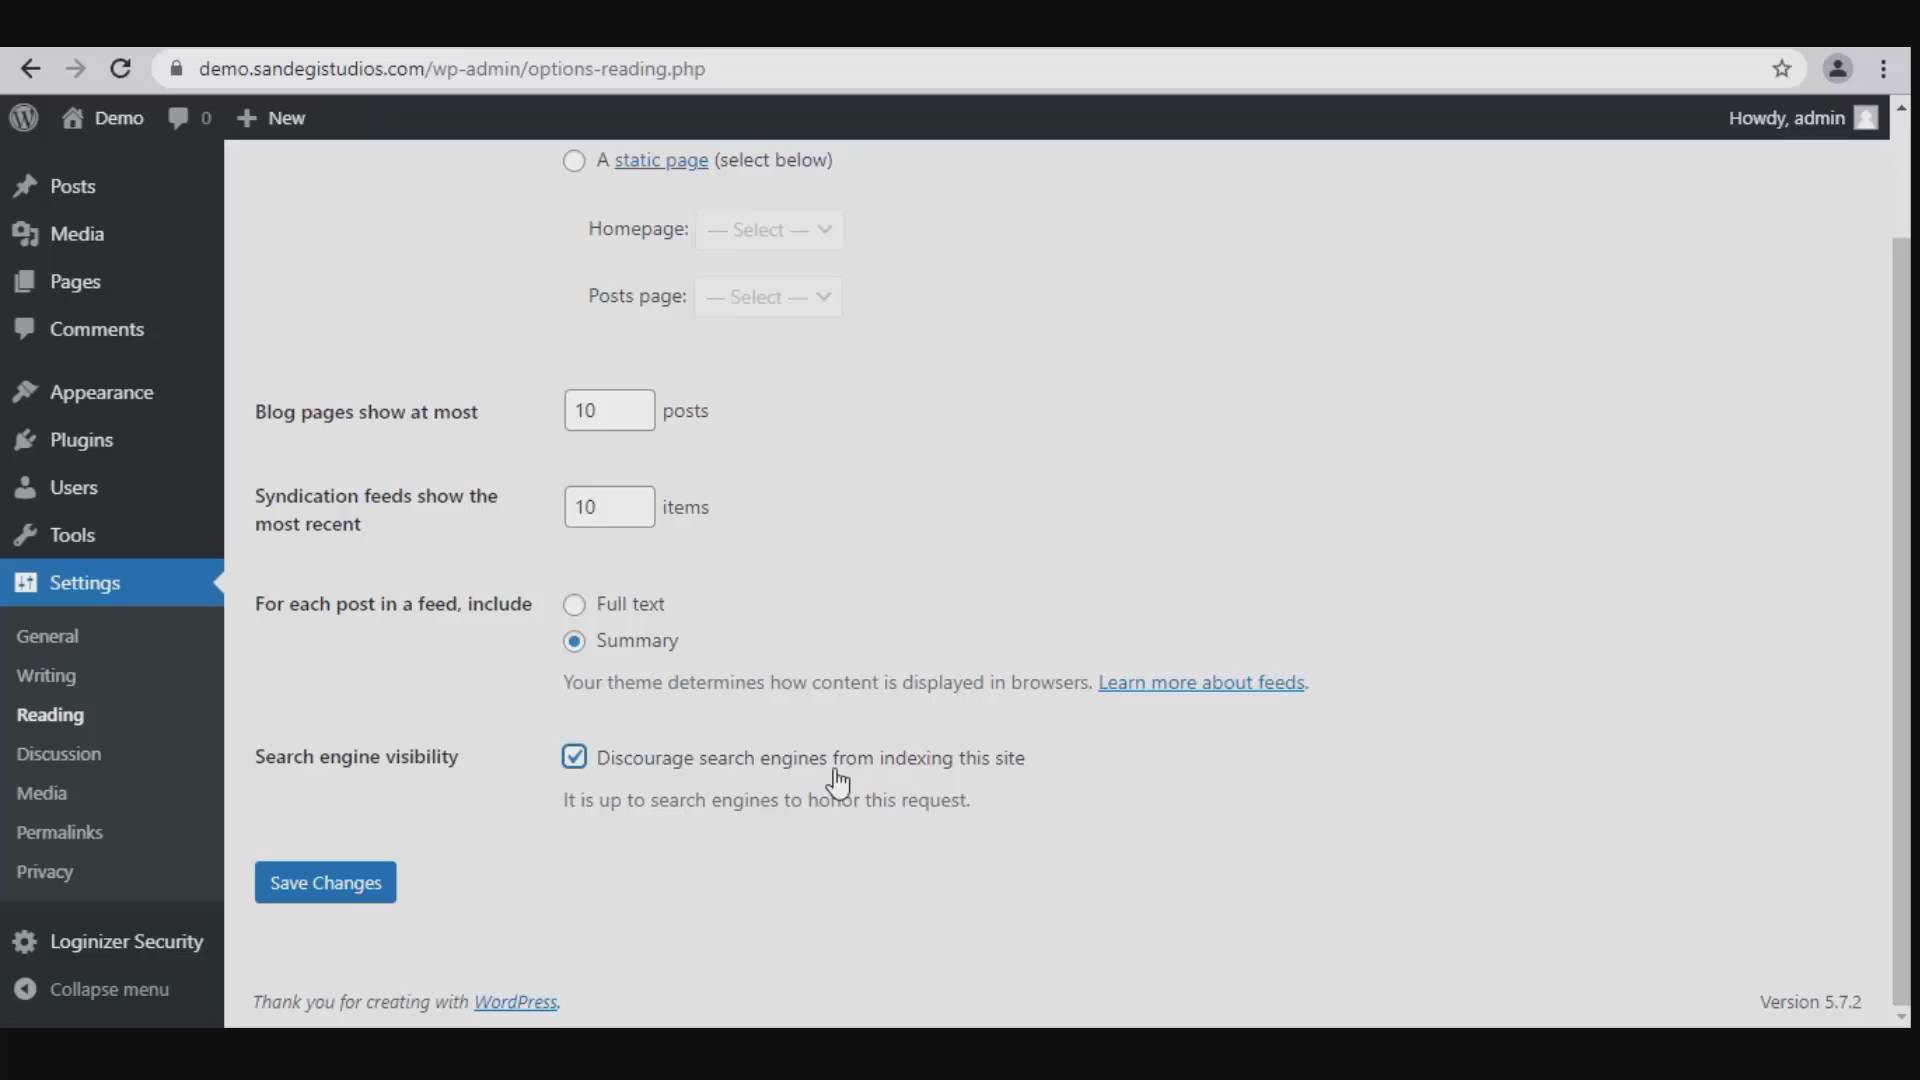 demo.sandegistudios.com/wp-admin/options-reading.php
Demo 0 New Howdy, admin
Posts
Media
Pages
Comments
Appearance
Plugins
Users
Tools
Settings
General
Writing
Reading
Discussion
Media
Permalinks
Privacy
Loginizer Security
Collapse menu
A static page (select below)
Homepage: — Select —
Posts page: — Select —
Blog pages show at most 10 posts
Syndication feeds show the
most recent 10 items
For each post in a feed, include Full text
Summary
Your theme determines how content is displayed in browsers. Learn more about feeds.
Search engine visibility Discourage search engines from indexing this site
It is up to search engines to honor this request.
Save Changes
Thank you for creating with WordPress. Version 5.7.2